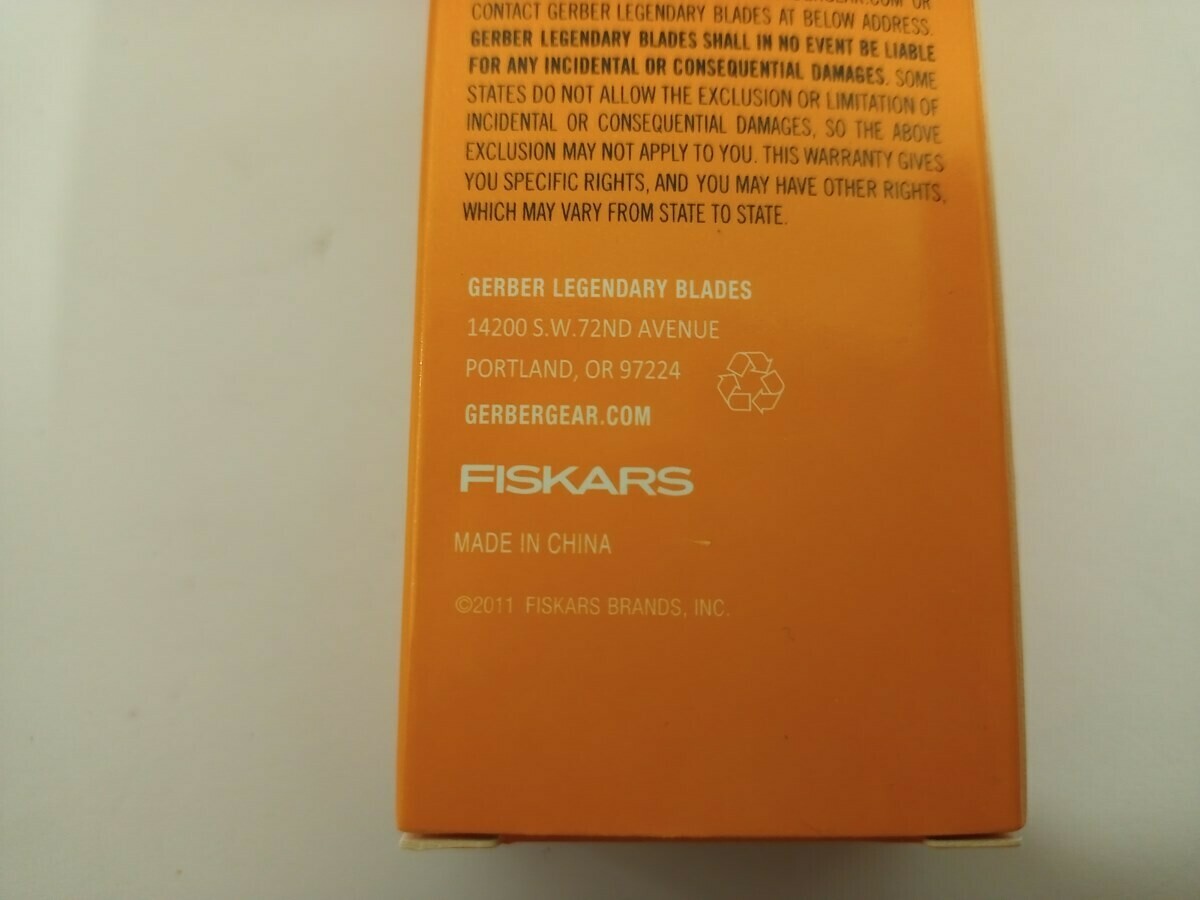 OR
CONTACT GERBER LEGENDARY BLADES AT BELOW ADDRESS.
GERBER LEGENDARY BLADES SHALL IN NO EVENT BE LIABLE
FOR ANY INCIDENTAL OR CONSEQUENTIAL DAMAGES. SOME
STATES DO NOT ALLOW THE EXCLUSION OR LIMITATION OF
INCIDENTAL OR CONSEQUENTIAL DAMAGES, SO THE ABOVE
EXCLUSION MAY NOT APPLY TO YOU. THIS WARRANTY GIVES
YOU SPECIFIC RIGHTS, AND YOU MAY HAVE OTHER RIGHTS,
WHICH MAY VARY FROM STATE TO STATE.
GERBER LEGENDARY BLADES
14200 S.W.72ND AVENUE
PORTLAND, OR 97224
GERBERGEAR.COM
FISKARS
MADE IN CHINA
©2011 FISKARS BRANDS, INC.